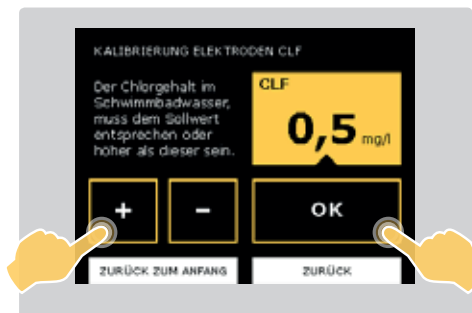 KALIBRIERUNG ELEKTRODEN CLF
Der Chlorgehalt im
Schwimmbadwasser,
muss dem Sollwert
entsprechen oder
höher als dieser sein.
CLF
0,5 mg/l
+
-
OK
ZURÜCK ZUM ANFANG
ZURÜCK